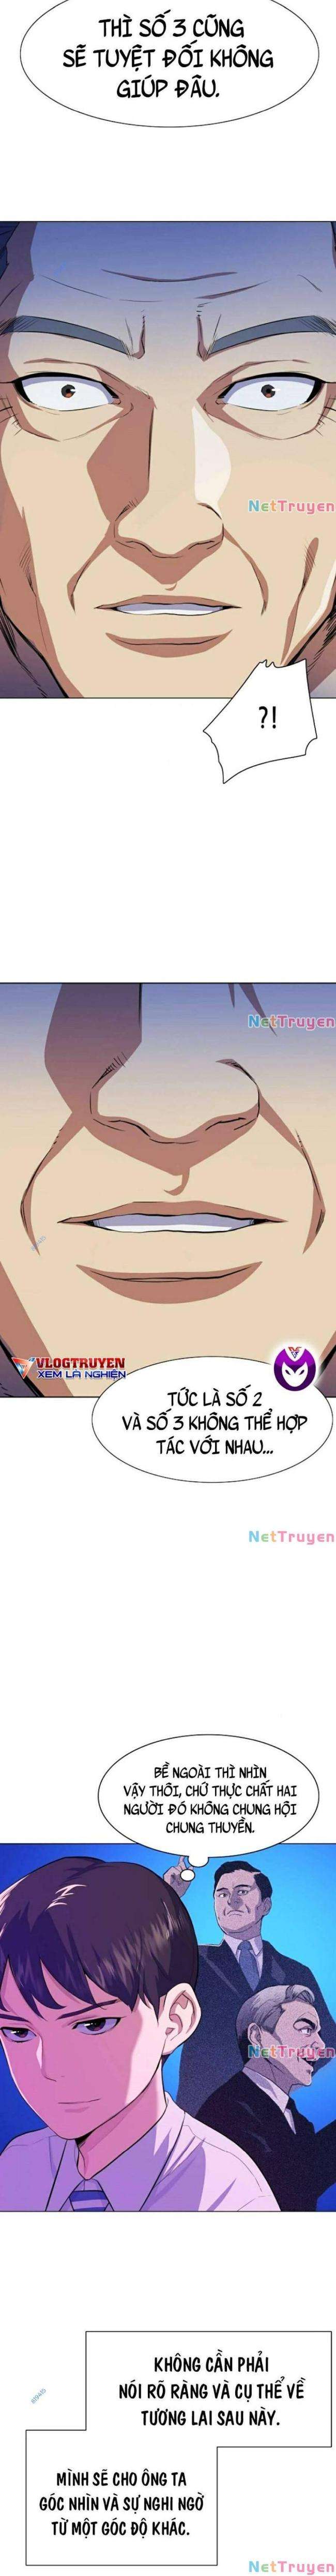 THÌ SỐ 3 CŨNG
SẼ TUYỆT ĐỐI KHÔNG
GIÚP ĐÂU.
NetTruyen
?!
NetTruyen
VLOGTRUYEN
XEM LÀ NGHIỆN
TỨC LÀ SỐ 2
VÀ SỐ 3 KHÔNG THỂ HỢP
TÁC VỚI NHAU...
NetTruyen
BỀ NGOÀI THÌ NHÌN
VẬY THÔI, CHỨ THỰC CHẤT HAI
NGƯỜI ĐÓ KHÔNG CHUNG HỘI
CHUNG THUYỀN.
NetTruyen
KHÔNG CẦN PHẢI
NÓI RÕ RÀNG VÀ CỤ THỂ VỀ
TƯƠNG LAI SAU NÀY.
MÌNH SẼ CHO ÔNG TA
GÓC NHÌN VÀ SỰ NGHI NGỜ
TỪ MỘT GÓC ĐỘ KHÁC.
NetTruyen